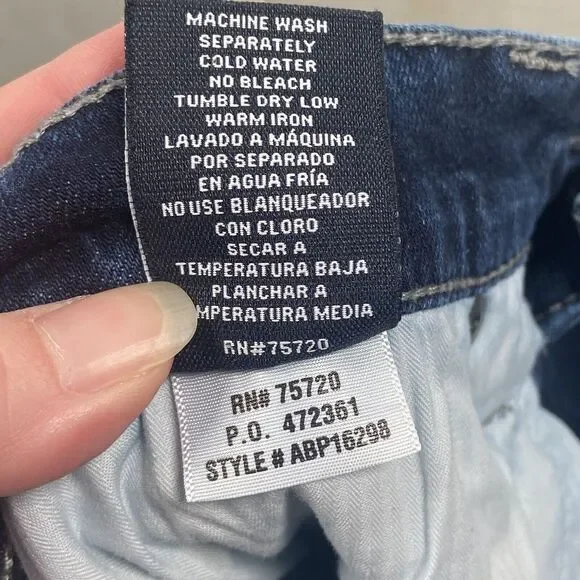 MACHINE WASH
SEPARATELY
COLD WATER
NO BLEACH
TUMBLE DRY LOW
WARM IRON
LAVADO A MÁQUINA
POR SEPARADO
EN AGUA FRÍA
NO USE BLANQUEADOR
CON CLORO
SECAR A
TEMPERATURA BAJA
PLANCHAR A
MPERATURA MEDIA
RN#75720
RN# 75720
P.O. 472361
STYLE # ABP16298